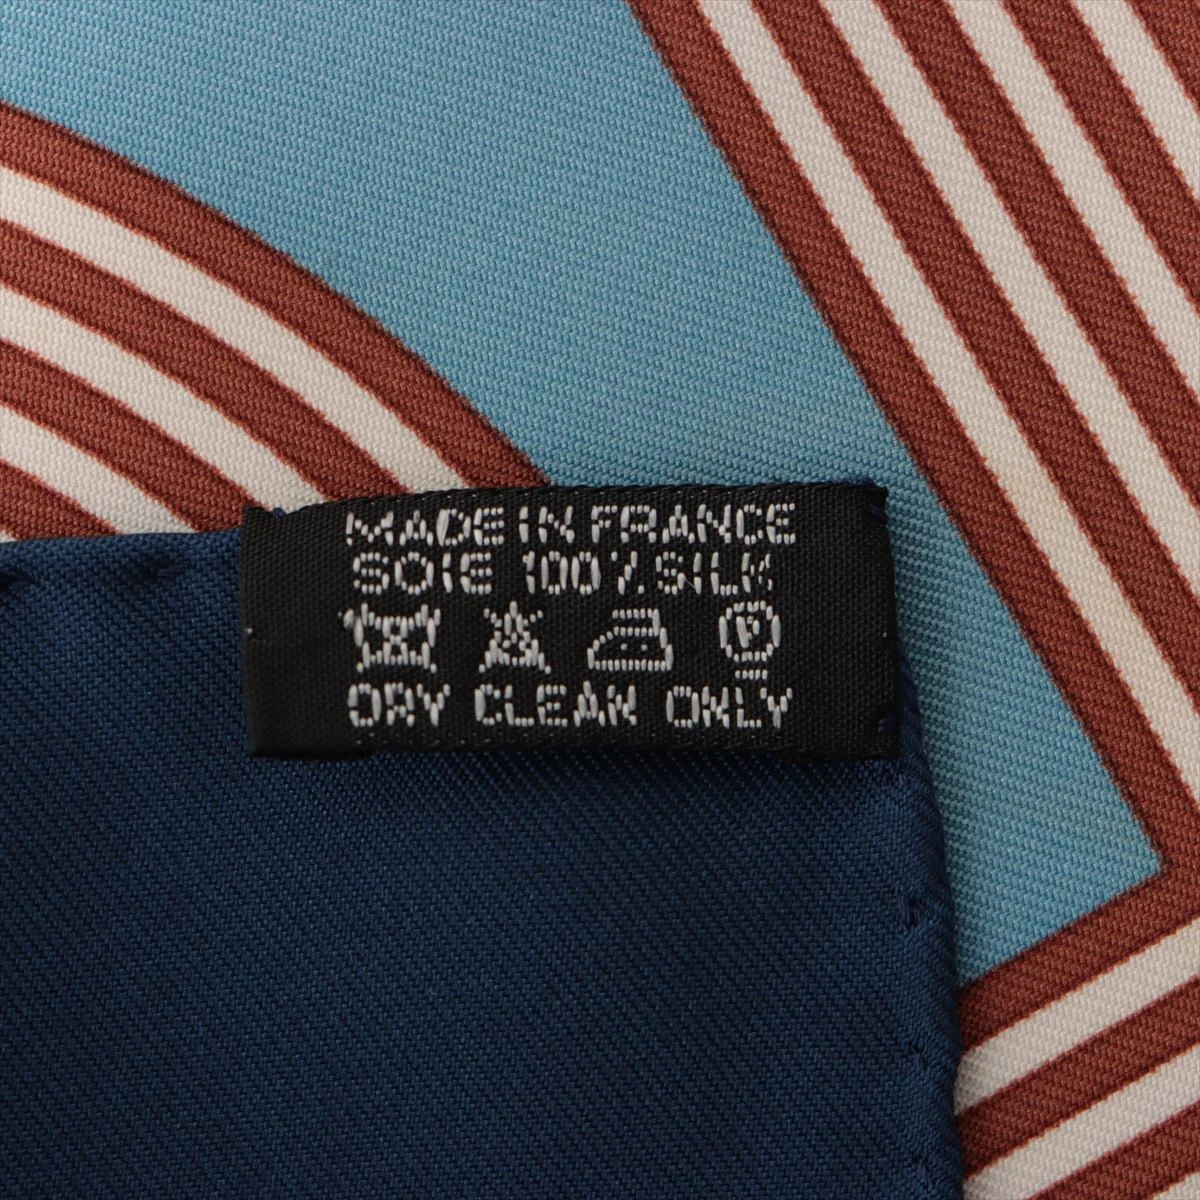 MADE IN FRANCE
SOIE 100% SILK
P
DRY CLEAN ONLY